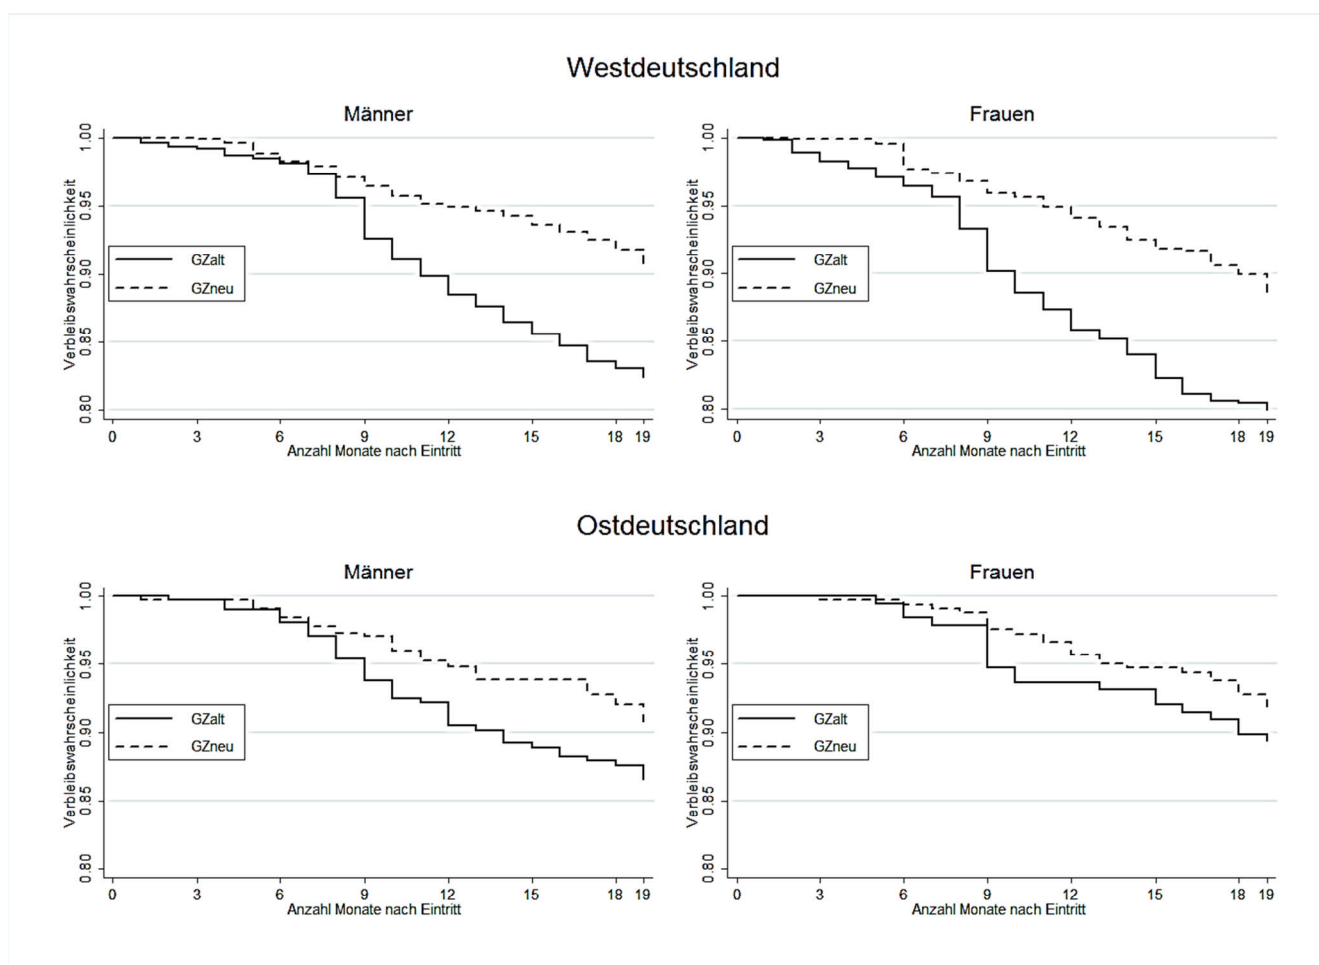 Westdeutschland
Männer
Verbleibswahrscheinlichkeit
1.00
0.95
0.90
0.85
0.80
GZalt
GZneu
0 3 6 9 12 15 18 19
Anzahl Monate nach Eintritt
Frauen
Verbleibswahrscheinlichkeit
1.00
0.95
0.90
0.85
0.80
GZalt
GZneu
0 3 6 9 12 15 18 19
Anzahl Monate nach Eintritt
Ostdeutschland
Männer
Verbleibswahrscheinlichkeit
1.00
0.95
0.90
0.85
0.80
GZalt
GZneu
0 3 6 9 12 15 18 19
Anzahl Monate nach Eintritt
Frauen
Verbleibswahrscheinlichkeit
1.00
0.95
0.90
0.85
0.80
GZalt
GZneu
0 3 6 9 12 15 18 19
Anzahl Monate nach Eintritt